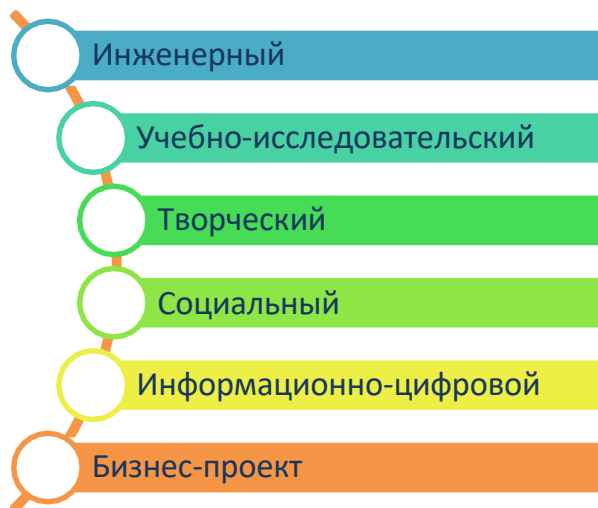 Инженерный
Учебно-исследовательский
Творческий
Социальный
Информационно-цифровой
Бизнес-проект